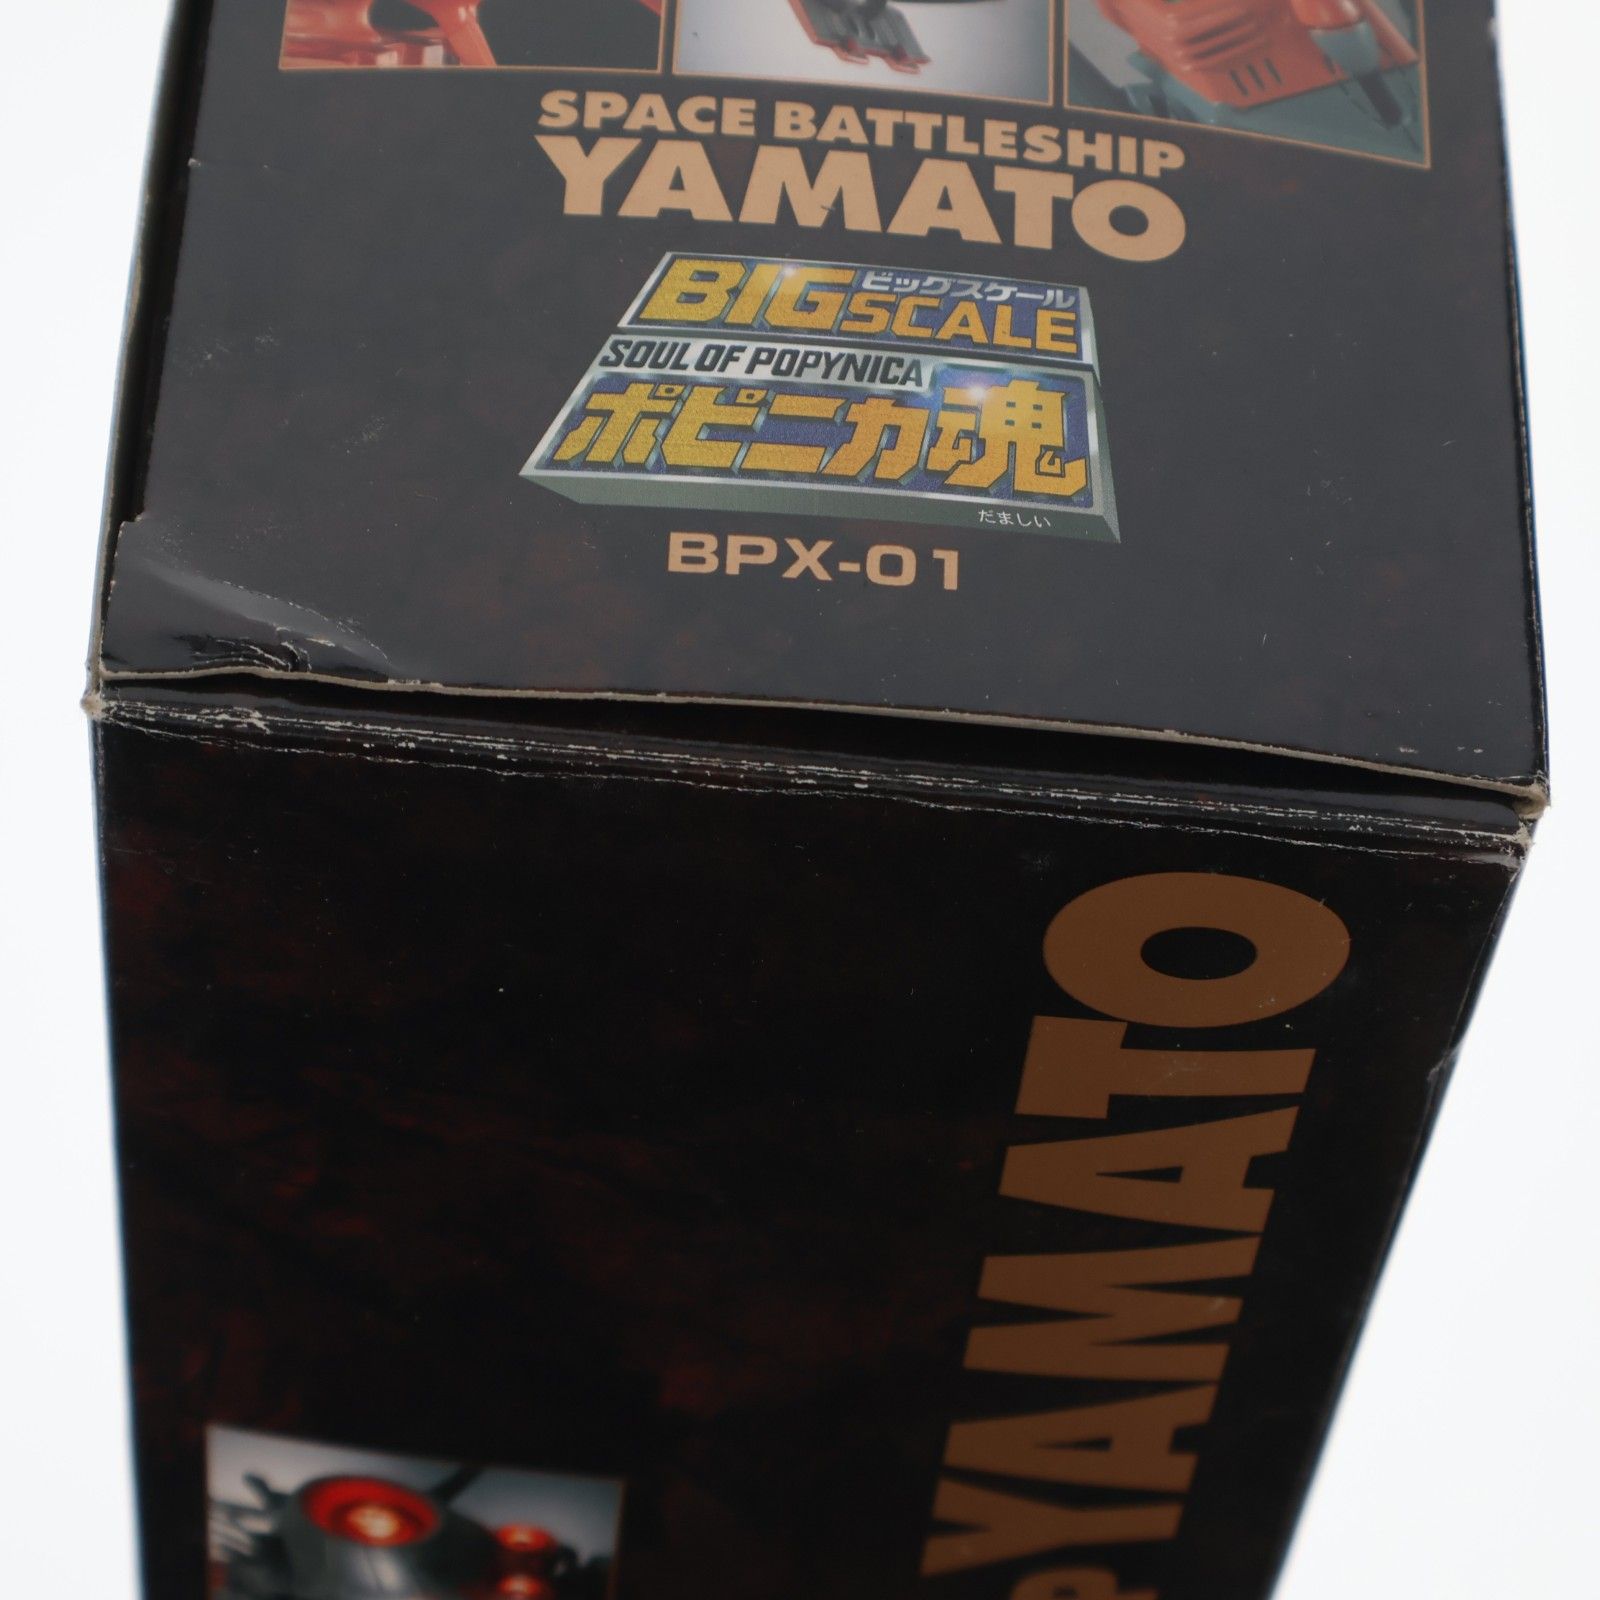 SPACE BATTLESHIP
YAMATO
ビッグスケール
BIG SCALE
SOUL OF POPYNICA
ポピニカ魂
だましい
BPX-01
YAMATO
P